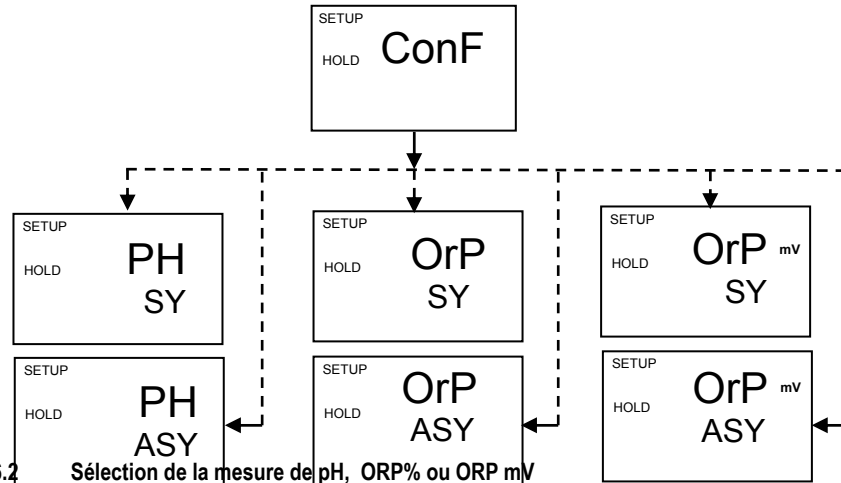 SETUP
HOLD ConF
SETUP
HOLD PH
SY
SETUP
HOLD OrP
SY
SETUP
HOLD OrP mV
SY
SETUP
HOLD PH
ASY
SETUP
HOLD OrP
ASY
SETUP
HOLD OrP mV
ASY
.2 Sélection de la mesure de pH, ORP% ou ORP mV